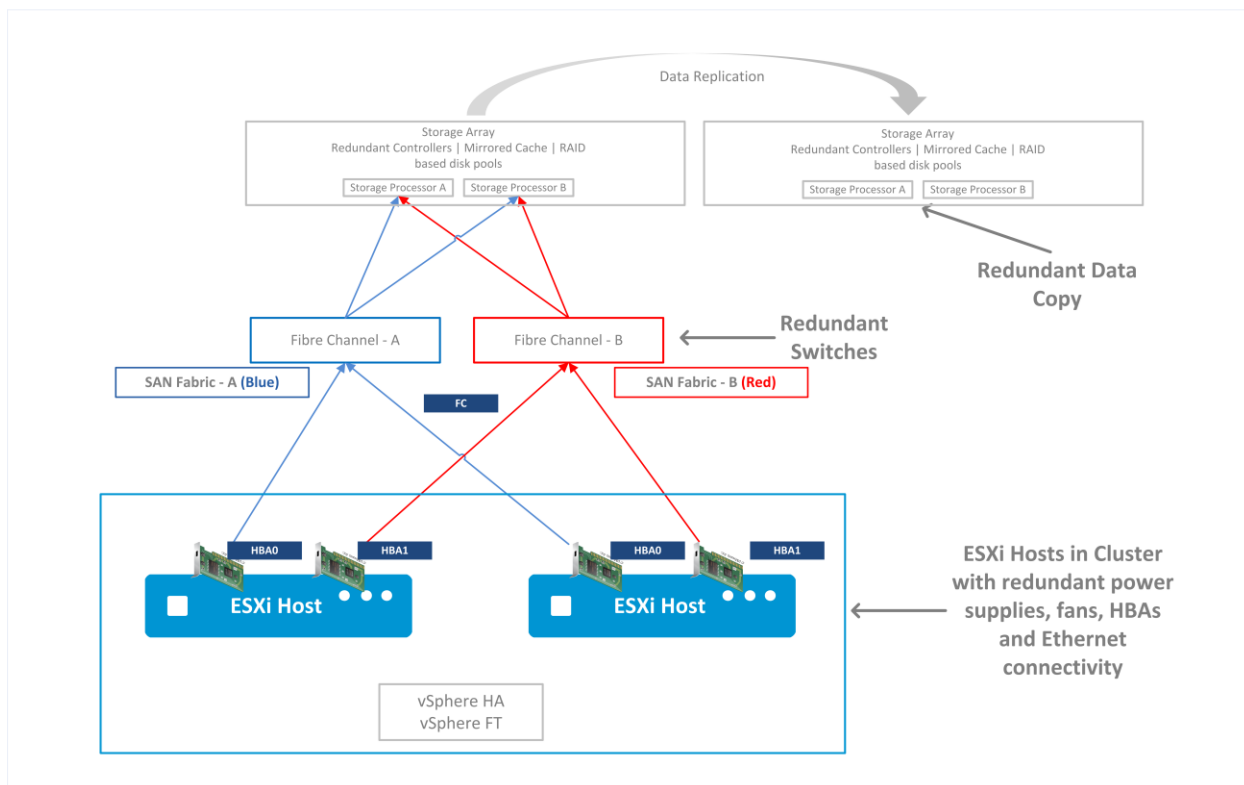 Data Replication
Storage Array
Redundant Controllers | Mirrored Cache | RAID
based disk pools
Storage Processor A
Storage Processor B
Storage Array
Redundant Controllers | Mirrored Cache | RAID
based disk pools
Storage Processor A
Storage Processor B
Redundant Data
Copy
Fibre Channel - A
Fibre Channel - B
Redundant
Switches
SAN Fabric - A (Blue)
SAN Fabric - B (Red)
FC
HBA0
HBA1
HBA0
HBA1
ESXi Host
ESXi Host
ESXi Hosts in Cluster
with redundant power
supplies, fans, HBAs
and Ethernet
connectivity
vSphere HA
vSphere FT